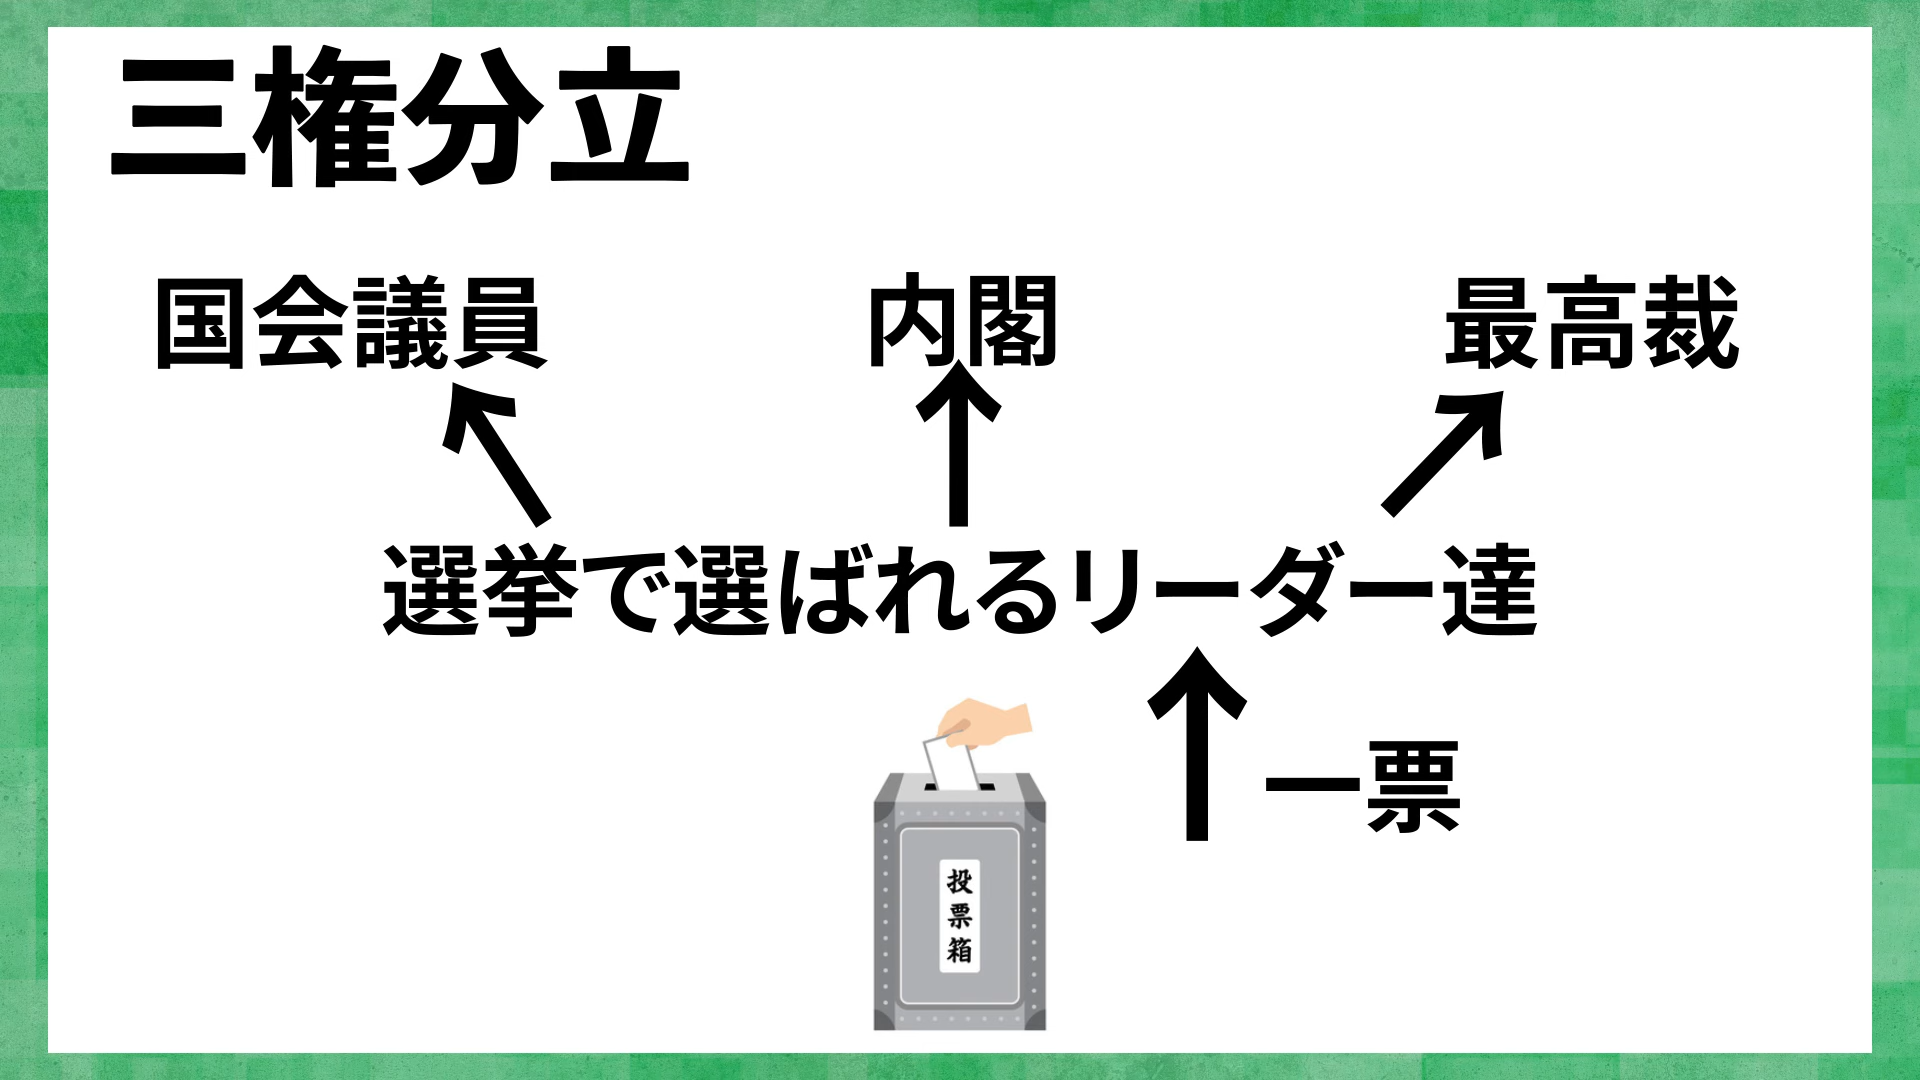 三権分立
国会議員
内閣
最高裁
選挙で選ばれるリーダー達
一票
投票箱